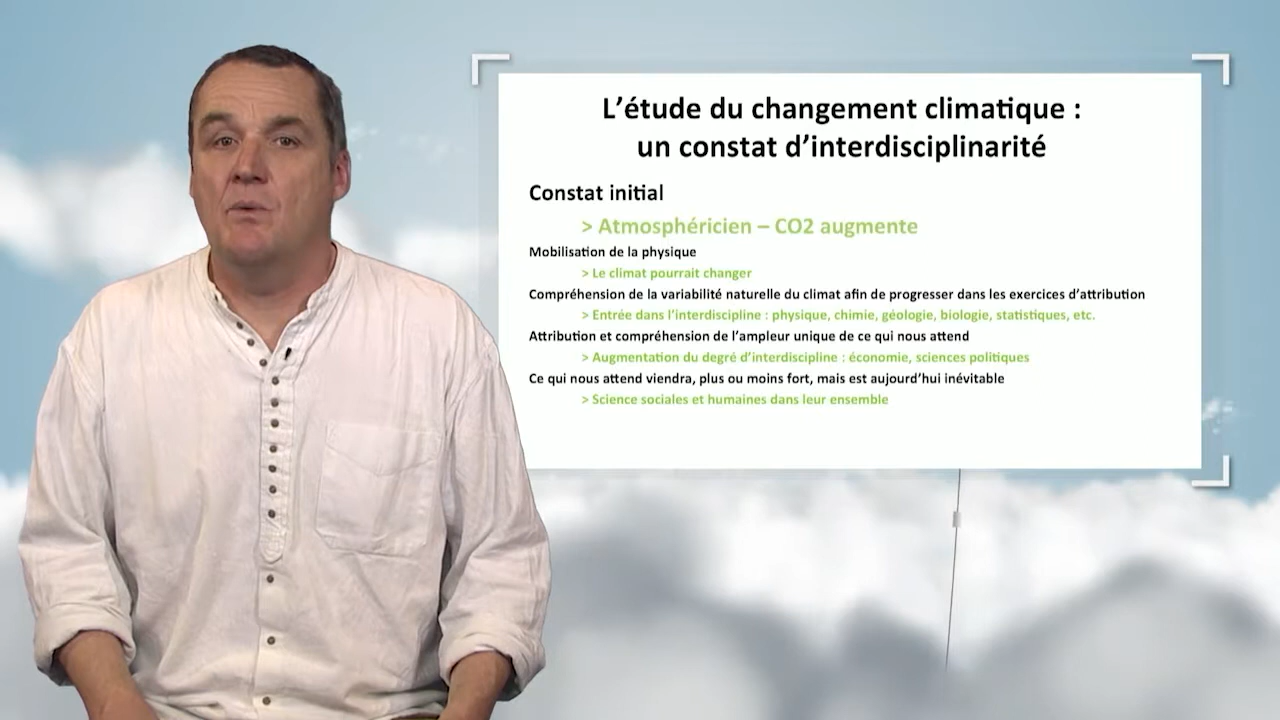 L'étude du changement climatique :
un constat d'interdisciplinarité
Constat initial
> Atmosphéricien – CO2 augmente
Mobilisation de la physique
> Le climat pourrait changer
Compréhension de la variabilité naturelle du climat afin de progresser dans les exercices d'attribution
> Entrée dans l'interdiscipline : physique, chimie, géologie, biologie, statistiques, etc.
Attribution et compréhension de l'ampleur unique de ce qui nous attend
> Augmentation du degré d'interdiscipline : économie, sciences politiques
Ce qui nous attend viendra, plus ou moins fort, mais est aujourd'hui inévitable
> Science sociales et humaines dans leur ensemble